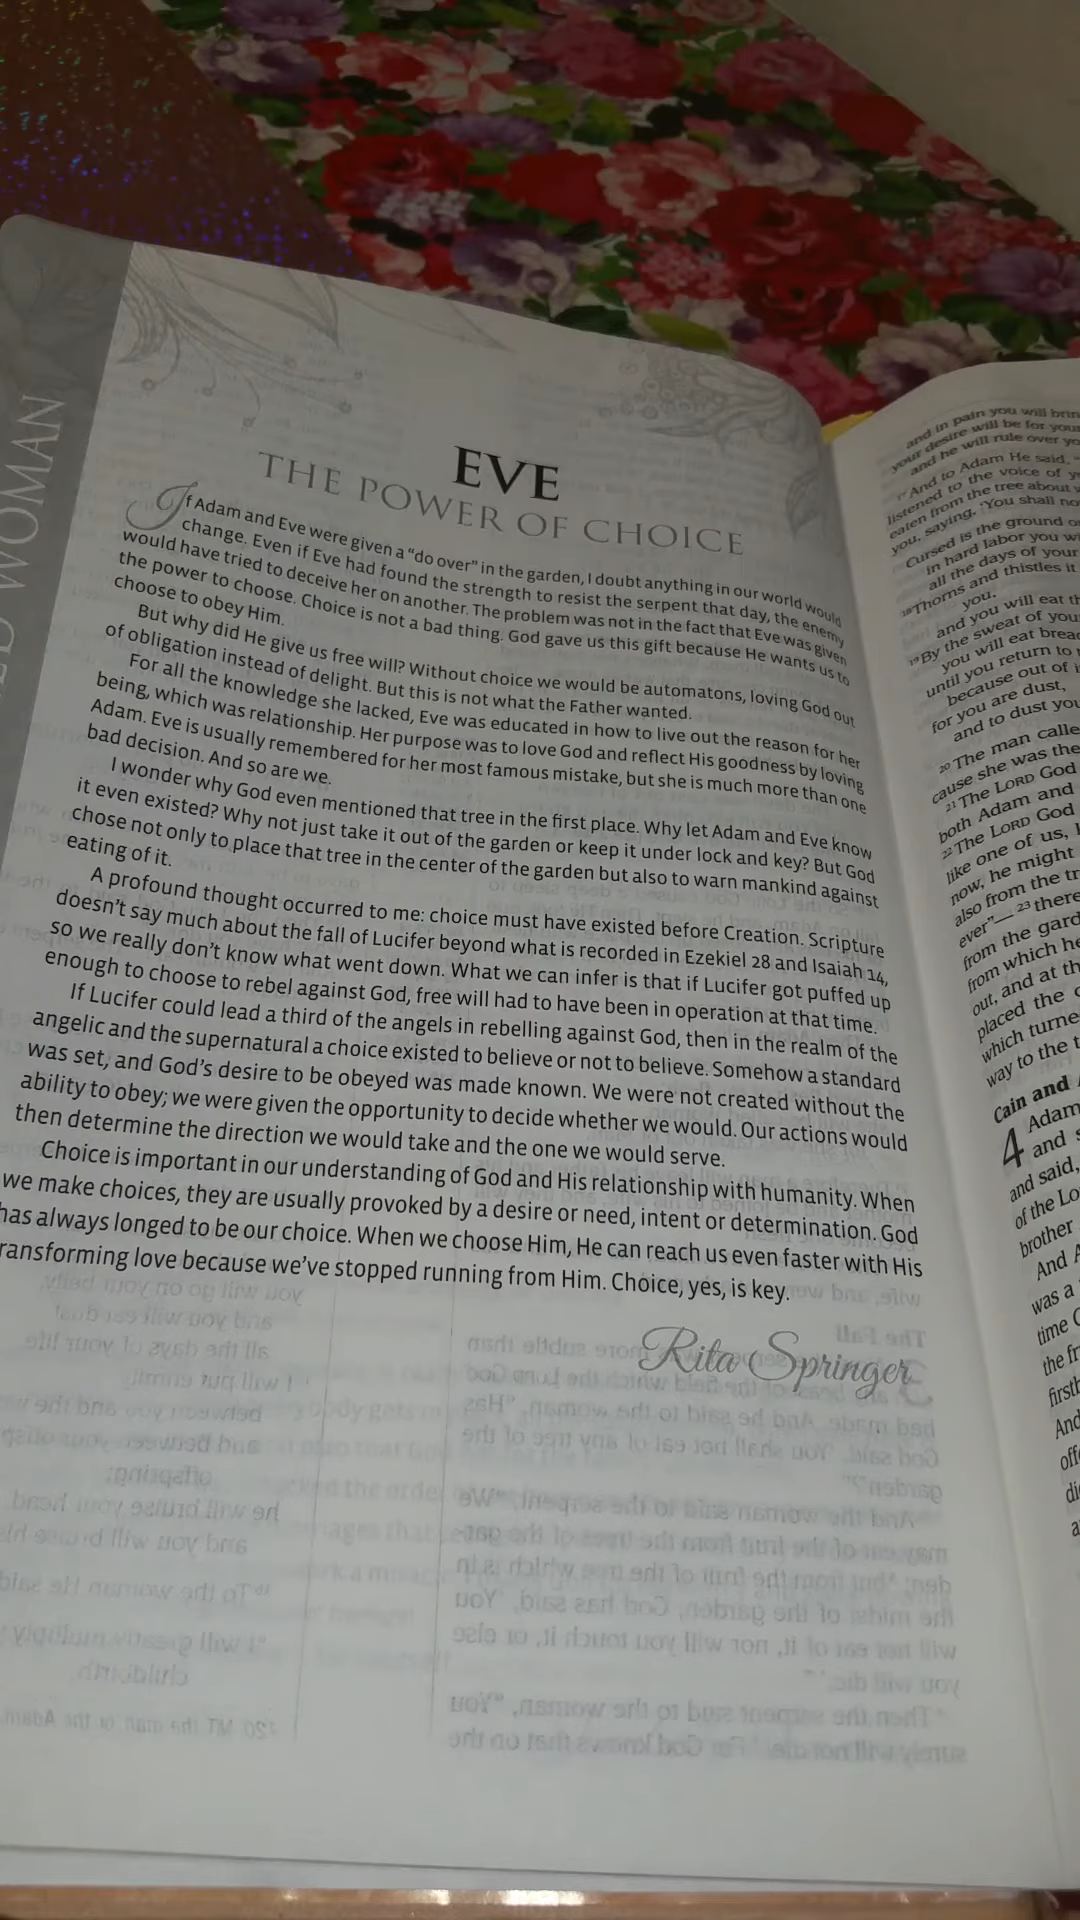 WOMAN
EVE
THE POWER OF CHOICE
If Adam and Eve were given a “do over” in the garden, I doubt anything in our world would
change. Even if Eve had found the strength to resist the serpent that day, the enemy
would have tried to deceive her on another. The problem was not in the fact that Eve was given
the power to choose. Choice is not a bad thing. God gave us this gift because He wants us to
choose to obey Him.
But why did He give us free will? Without choice we would be automatons, loving God out
of obligation instead of delight. But this is not what the Father wanted.
For all the knowledge she lacked, Eve was educated in how to live out the reason for her
being, which was relationship. Her purpose was to love God and reflect His goodness by loving
Adam. Eve is usually remembered for her most famous mistake, but she is much more than one
bad decision. And so are we.
I wonder why God even mentioned that tree in the first place. Why let Adam and Eve know
it even existed? Why not just take it out of the garden or keep it under lock and key? But God
chose not only to place that tree in the center of the garden but also to warn mankind against
eating of it.
A profound thought occurred to me: choice must have existed before Creation. Scripture
doesn’t say much about the fall of Lucifer beyond what is recorded in Ezekiel 28 and Isaiah 14,
so we really don’t know what went down. What we can infer is that if Lucifer got puffed up
enough to choose to rebel against God, free will had to have been in operation at that time.
If Lucifer could lead a third of the angels in rebelling against God, then in the realm of the
angelic and the supernatural a choice existed to believe or not to believe. Somehow a standard
was set, and God’s desire to be obeyed was made known. We were not created without the
ability to obey; we were given the opportunity to decide whether we would. Our actions would
then determine the direction we would take and the one we would serve.
Choice is important in our understanding of God and His relationship with humanity. When
we make choices, they are usually provoked by a desire or need, intent or determination. God
has always longed to be our choice. When we choose Him, He can reach us even faster with His
ransforming love because we’ve stopped running from Him. Choice, yes, is key.
Rita Springer
and in pain you will brin
your desire will be for your
and he will rule over yo
17 And to Adam He said, “
listened to the voice of y
eaten from the tree about
you, saying, ‘You shall no
Cursed is the ground o
in hard labor you wi
all the days of your
18 Thorns and thistles it
you,
and you will eat th
19 By the sweat of you
you will eat bread
until you return to
because out of i
for you are dust,
and to dust you
20 The man calle
cause she was the
21 The LORD God
both Adam and
22 The LORD God
like one of us,
now, he might
also from the tr
ever”— 23 there
from the gard
from which he
out, and at th
placed the
which turne
way to the t
Cain and
4 Adam
and s
and said,
of the Lo
brother
And A
was a
time
the fr
firstb
And
off
di
a